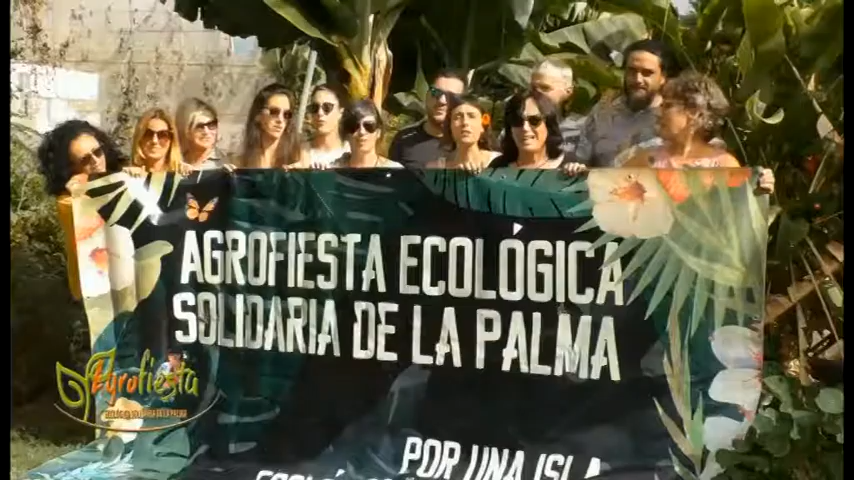 AGROFIESTA ECOLÓGICA
SOLIDARIA DE LA PALMA
POR UNA ISLA
Agrofiesta